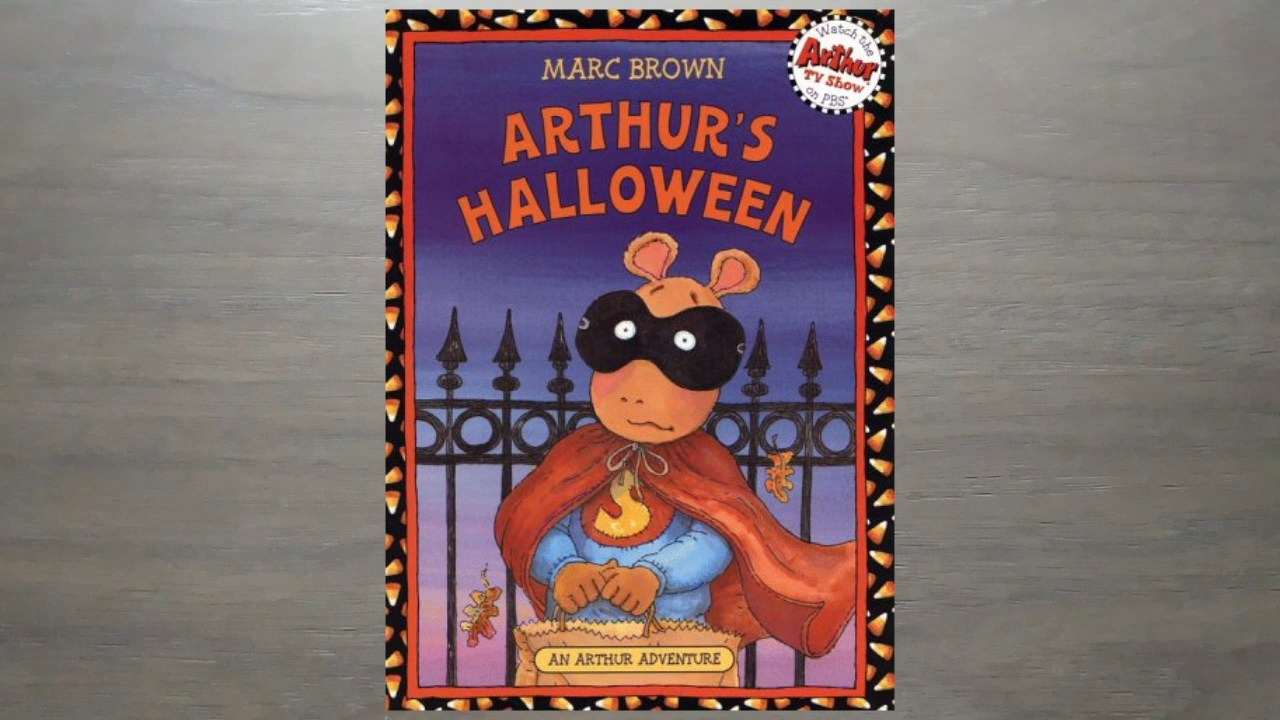 MARC BROWN
ARTHUR'S
HALLOWEEN
Watch the
Arthur
TV Show
on PBS
AN ARTHUR ADVENTURE